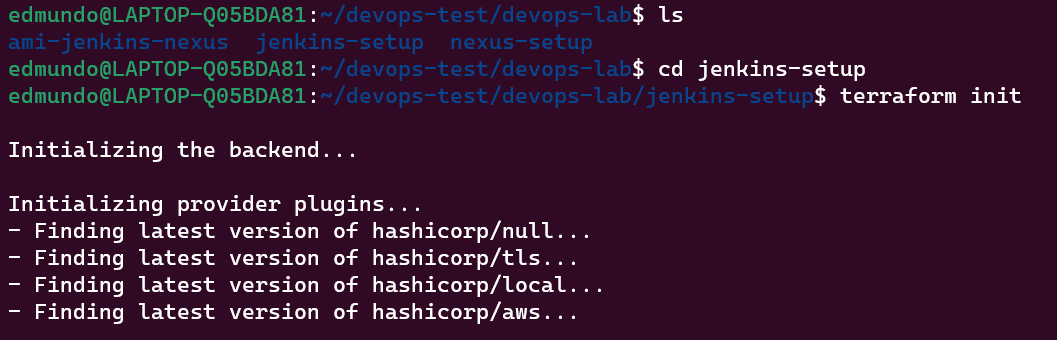 edmundo@LAPTOP-Q05BDA81:~/devops-test/devops-lab$ ls
ami-jenkins-nexus  jenkins-setup  nexus-setup
edmundo@LAPTOP-Q05BDA81:~/devops-test/devops-lab$ cd jenkins-setup
edmundo@LAPTOP-Q05BDA81:~/devops-test/devops-lab/jenkins-setup$ terraform init
Initializing the backend...
Initializing provider plugins...
- Finding latest version of hashicorp/null...
- Finding latest version of hashicorp/tls...
- Finding latest version of hashicorp/local...
- Finding latest version of hashicorp/aws...